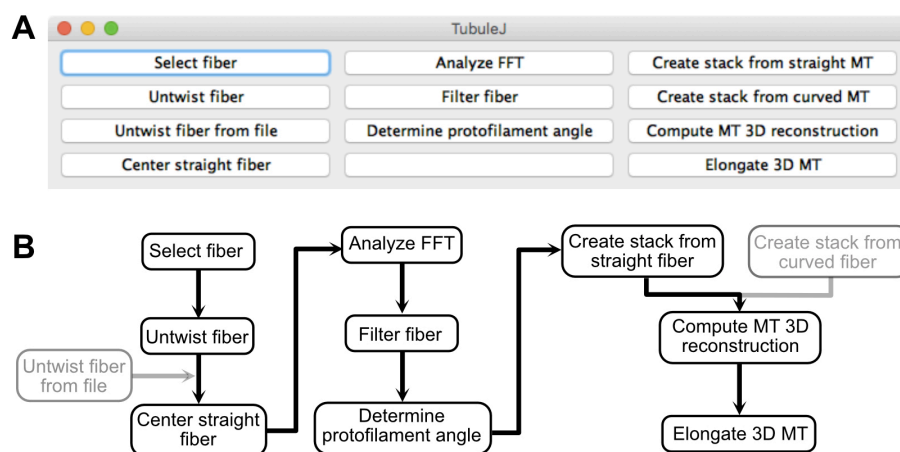 A
TubuleJ
Select fiber
Analyze FFT
Create stack from straight MT
Untwist fiber
Filter fiber
Create stack from curved MT
Untwist fiber from file
Determine protofilament angle
Compute MT 3D reconstruction
Center straight fiber
Elongate 3D MT
B
Select fiber
Untwist fiber
Untwist fiber
from file
Center straight
fiber
Analyze FFT
Filter fiber
Determine
protofilament angle
Create stack from
straight fiber
Create stack from
curved fiber
Compute MT 3D
reconstruction
Elongate 3D MT